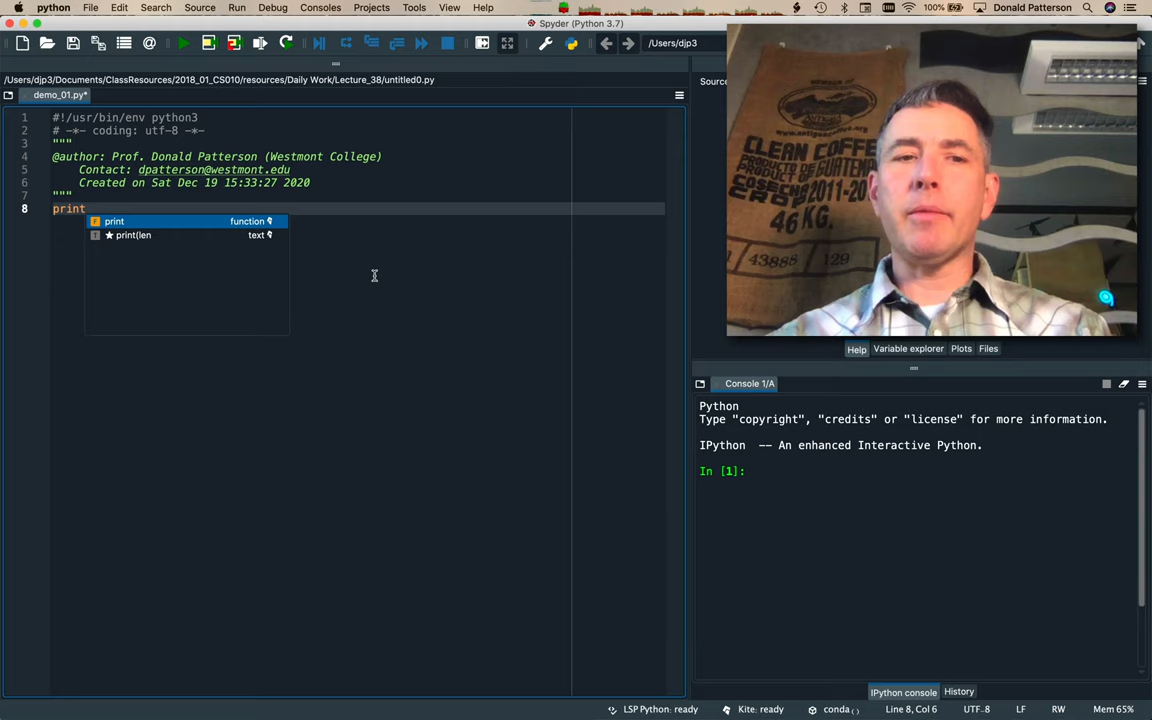 python File Edit Search Source Run Debug Consoles Projects Tools View Help 100% Donald Patterson
Spyder (Python 3.7)
/Users/djp3
/Users/djp3/Documents/ClassResources/2018_01_CS010/resources/Daily Work/Lecture_38/untitled0.py
demo_01.py*
1 #!/usr/bin/env python3
2 # -*- coding: utf-8 -*-
3 """
4 @author: Prof. Donald Patterson (Westmont College)
5 Contact: dpatterson@westmont.edu
6 Created on Sat Dec 19 15:33:27 2020
7 """
8 print
print function
print(len text
Sourc
CLEAN COFFE
PRODUCTO DE
GUATEM
COSECHA 2011-20
CROP
46 KG.
43888 129
Help Variable explorer Plots Files
Console 1/A
Python
Type "copyright", "credits" or "license" for more information.
IPython -- An enhanced Interactive Python.
In [1]:
IPython console History
LSP Python: ready Kite: ready conda () Line 8, Col 6 UTF-8 LF RW Mem 65%